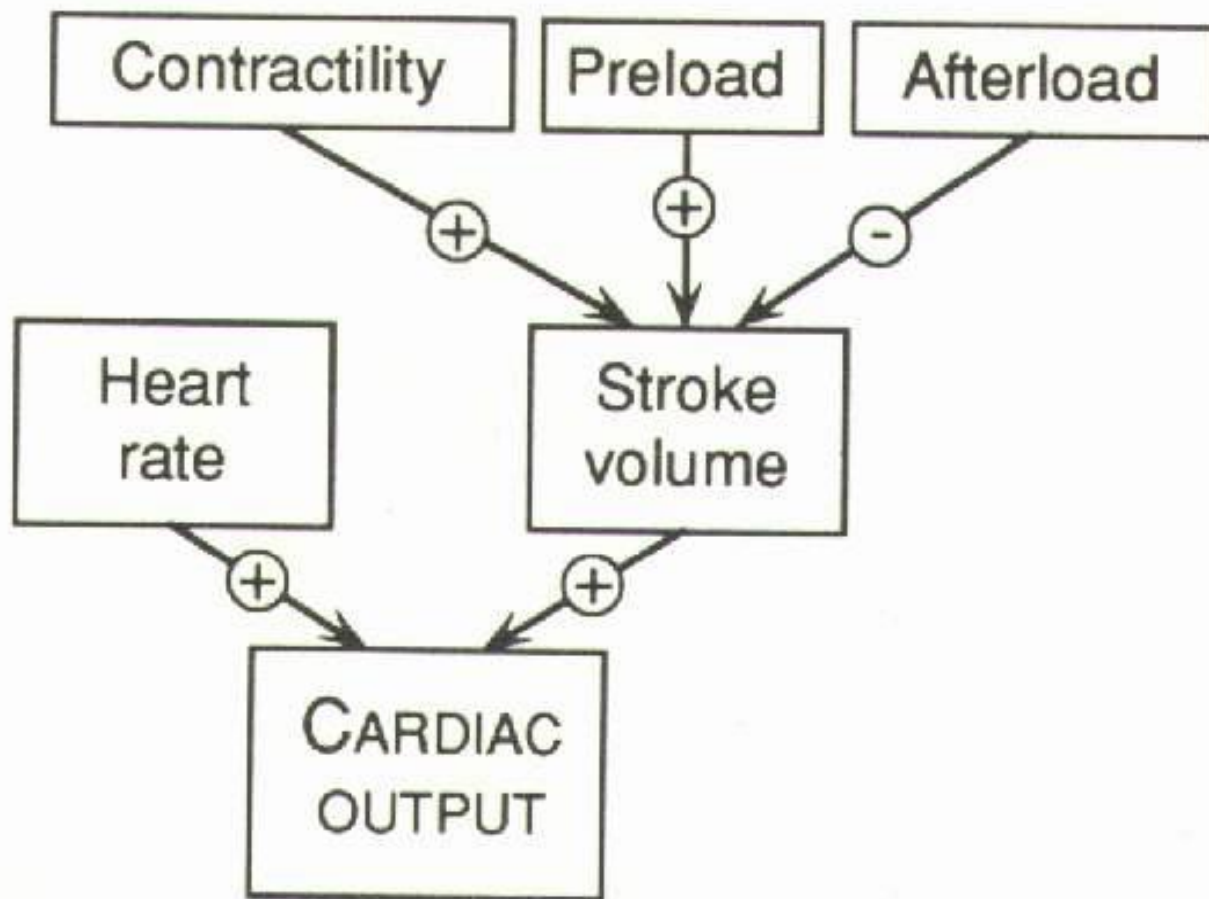 Contractility
Preload
Afterload
+
+
-
Heart
rate
Stroke
volume
+
+
CARDIAC
OUTPUT